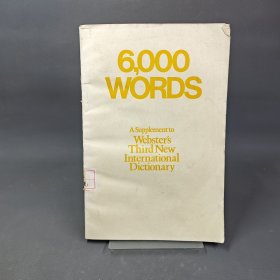 6,000
WORDS
A Supplement to
Webster's
Third New
International
Dictionary